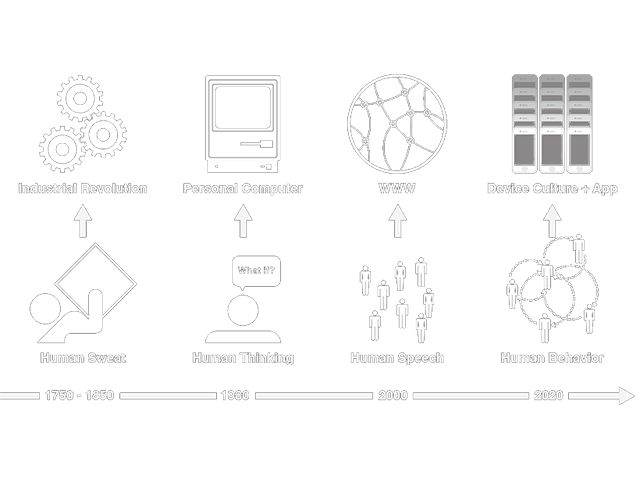 Industrial Revolution
Personal Computer
WWW
Device Culture + App
What if?
Human Sweat
Human Thinking
Human Speech
Human Behavior
1750 - 1850
1980
2000
2020